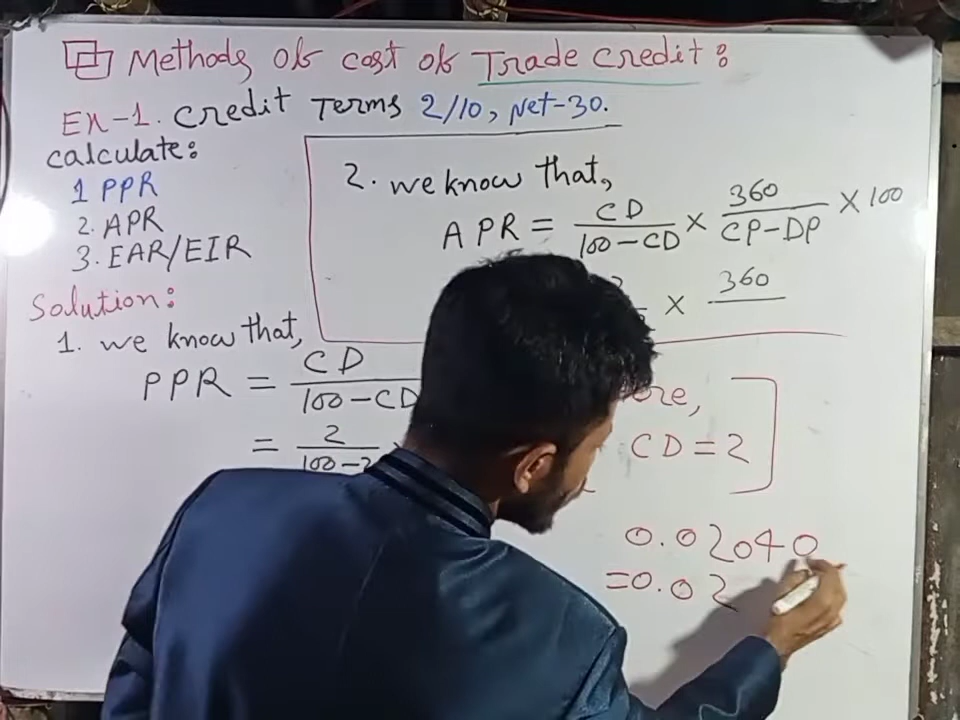 Methods of cost of Trade credit:
Ex-1. credit Terms 2/10, Net-30.
calculate:
1 PPR
2. APR
3. EAR/EIR
Solution:
1. we know that,
PPR = CD / 100-CD
= 2 / 100-2
2. we know that,
APR = CD / 100-CD × 360 / CP-DP × 100
× 360
CD = 2
0.02040
=0.02